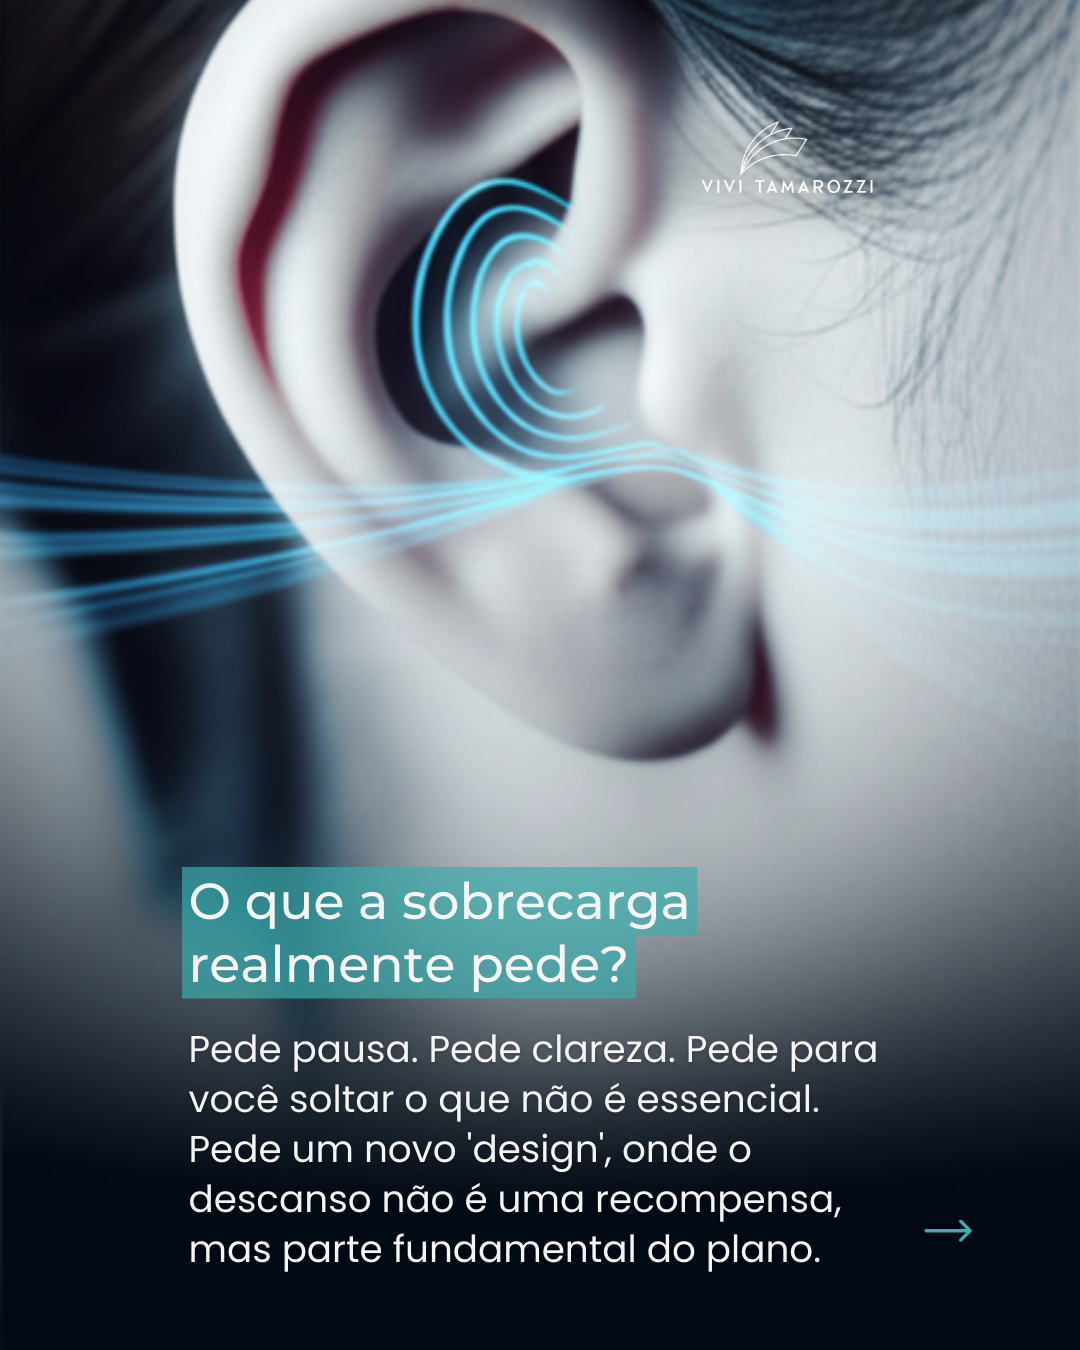 VIVI TAMAROZZI
O que a sobrecarga
realmente pede?
Pede pausa. Pede clareza. Pede para
você soltar o que não é essencial.
Pede um novo 'design', onde o
descanso não é uma recompensa,
mas parte fundamental do plano.